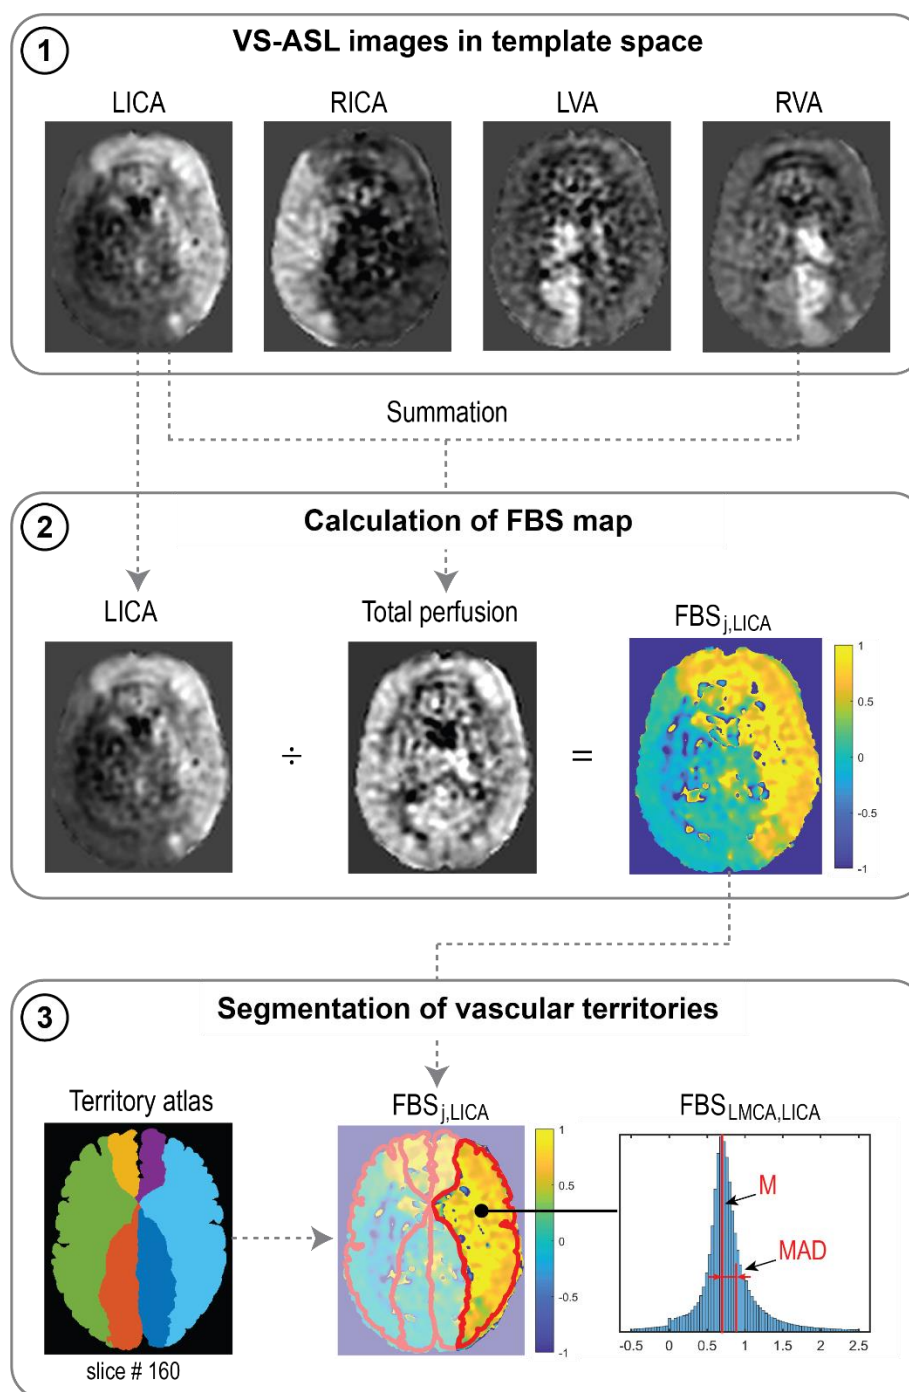 1
VS-ASL images in template space
LICA RICA LVA RVA
Summation
2
Calculation of FBS map
LICA Total perfusion FBSj,LICA
÷ =
1
0.5
0
-0.5
-1
3
Segmentation of vascular territories
Territory atlas FBSj,LICA FBSLMCA,LICA
1
0.5
0
-0.5
-1
M
MAD
-0.5 0 0.5 1.0 1.5 2.0 2.5
slice # 160